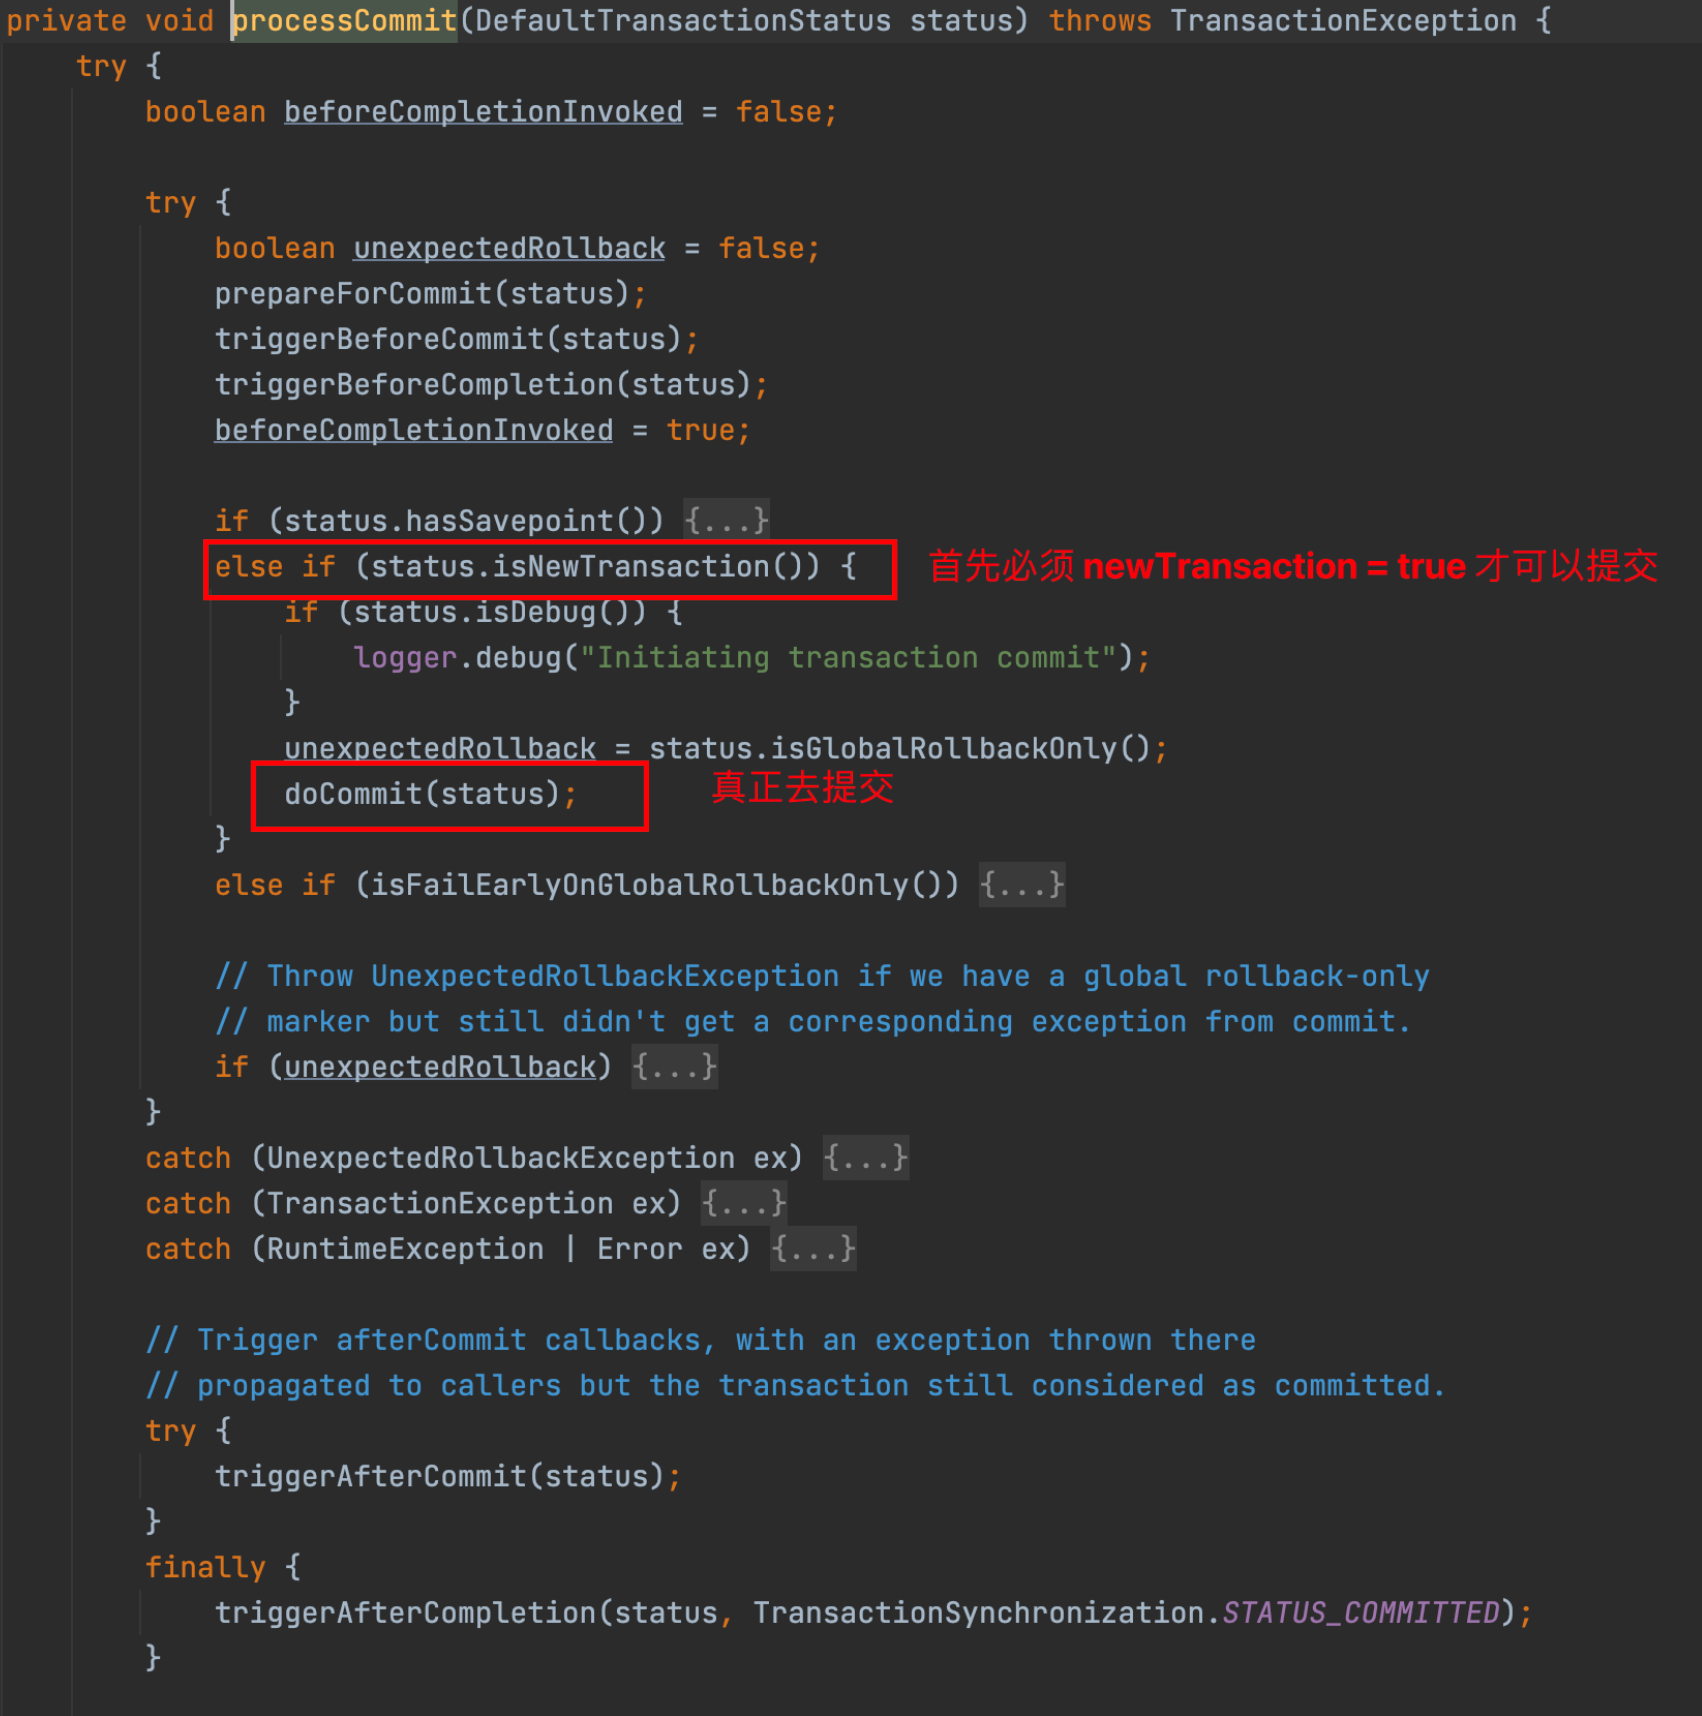 private void processCommit(DefaultTransactionStatus status) throws TransactionException {
try {
boolean beforeCompletionInvoked = false;
try {
boolean unexpectedRollback = false;
prepareForCommit(status);
triggerBeforeCommit(status);
triggerBeforeCompletion(status);
beforeCompletionInvoked = true;
if (status.hasSavepoint()) {...}
else if (status.isNewTransaction()) { 首先必须 newTransaction = true 才可以提交
if (status.isDebug()) {
logger.debug("Initiating transaction commit");
}
unexpectedRollback = status.isGlobalRollbackOnly();
doCommit(status); 真正去提交
}
else if (isFailEarlyOnGlobalRollbackOnly()) {...}
// Throw UnexpectedRollbackException if we have a global rollback-only
// marker but still didn't get a corresponding exception from commit.
if (unexpectedRollback) {...}
}
catch (UnexpectedRollbackException ex) {...}
catch (TransactionException ex) {...}
catch (RuntimeException | Error ex) {...}
// Trigger afterCommit callbacks, with an exception thrown there
// propagated to callers but the transaction still considered as committed.
try {
triggerAfterCommit(status);
}
finally {
triggerAfterCompletion(status, TransactionSynchronization.STATUS_COMMITTED);
}